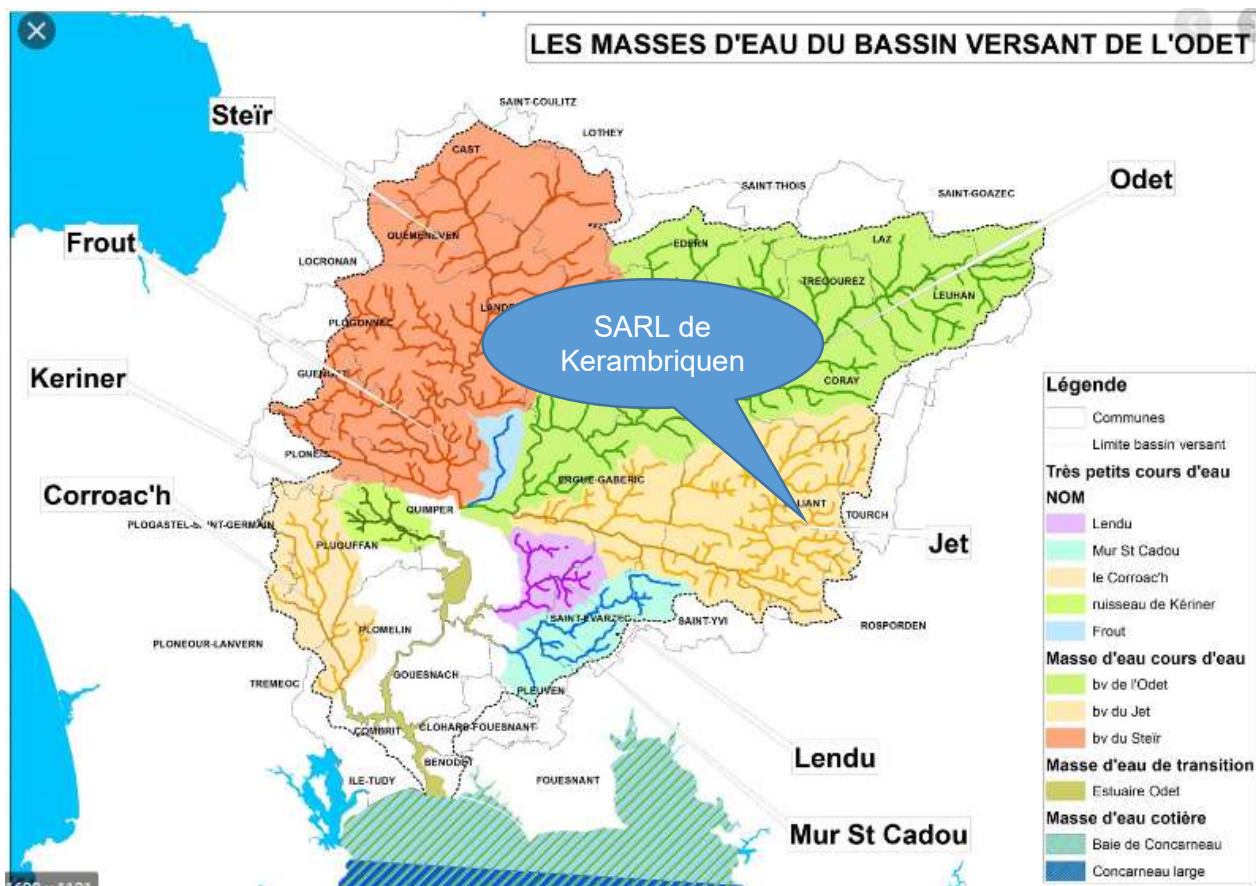 LES MASSES D'EAU DU BASSIN VERSANT DE L'ODET
SAINT-COULITZ
Steïr
LOTHEY
CAST
SAINT THOIS
Odet
SAINT-GOAZEC
QUEMENEVEN
EDERN
LAZ
Frout
LOCRONAN
TREGOUREZ
LEUHAN
LANDR
PLOGONNEC
SARL de
Kerambriquen
GUENGAT
Keriner
CORAY
Légende
Communes
Limite bassin versant
PLONEIS
ERGUE-GABERIC
Très petits cours d'eau
NOM
Corroac'h
QUIMPER
ELLIANT
TOURCH
PLOGASTEL-SAINT-GERMAIN
PLUGUFFAN
Jet
Lendu
Mur St Cadou
le Corroac'h
ruisseau de Kériner
Frout
SAINT-EVARZEC
SAINT-YVI
ROSPORDEN
PLOMELIN
PLONEOUR-LANVERN
Masse d'eau cours d'eau
bv de l'Odet
bv du Jet
bv du Steïr
TREMEOC
GOUESNACH
PLEUVEN
COMBRIT
CLOHARS-FOUESNANT
Lendu
BENODET
Masse d'eau de transition
Estuaire Odet
ILE-TUDY
FOUESNANT
Masse d'eau cotière
Mur St Cadou
Baie de Concarneau
Concarneau large